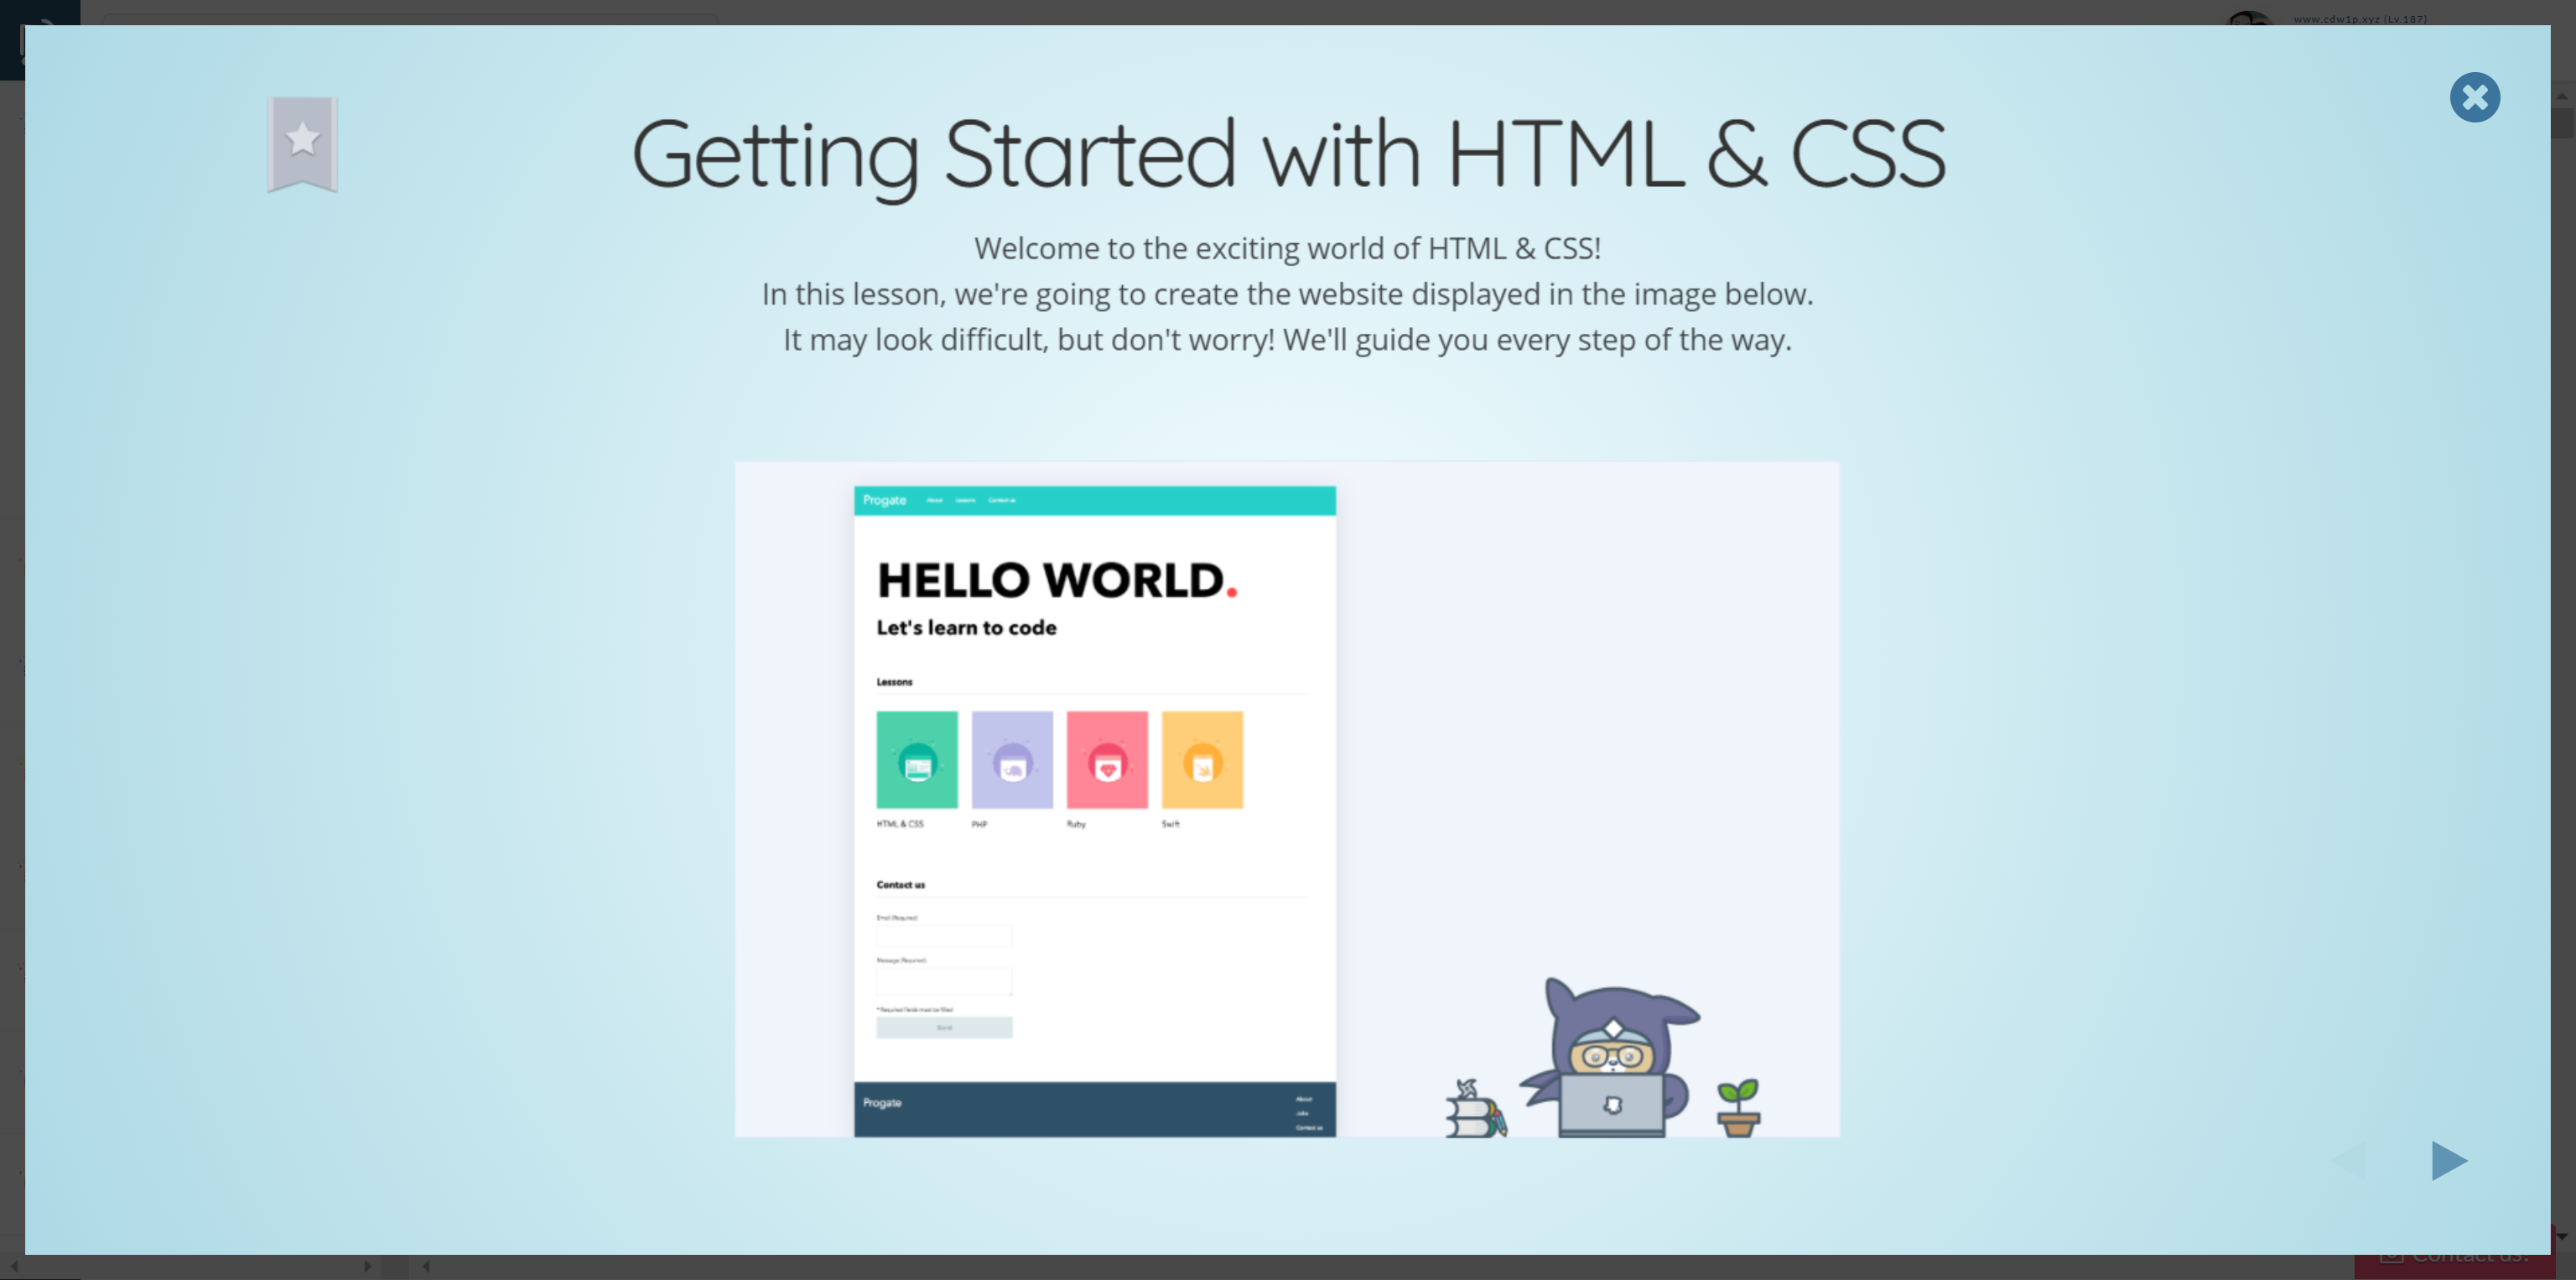 www.cdw1p.xyz (Lv.187)
Getting Started with HTML & CSS
Welcome to the exciting world of HTML & CSS!
In this lesson, we're going to create the website displayed in the image below.
It may look difficult, but don't worry! We'll guide you every step of the way.
Progate About Lessons Contact us
HELLO WORLD.
Let's learn to code
Lessons
HTML & CSS PHP Ruby Swift
Contact us
Email (Required)
Message (Required)
* Required fields must be filled
Send
Progate
About
Jobs
Contact us
Contact us!